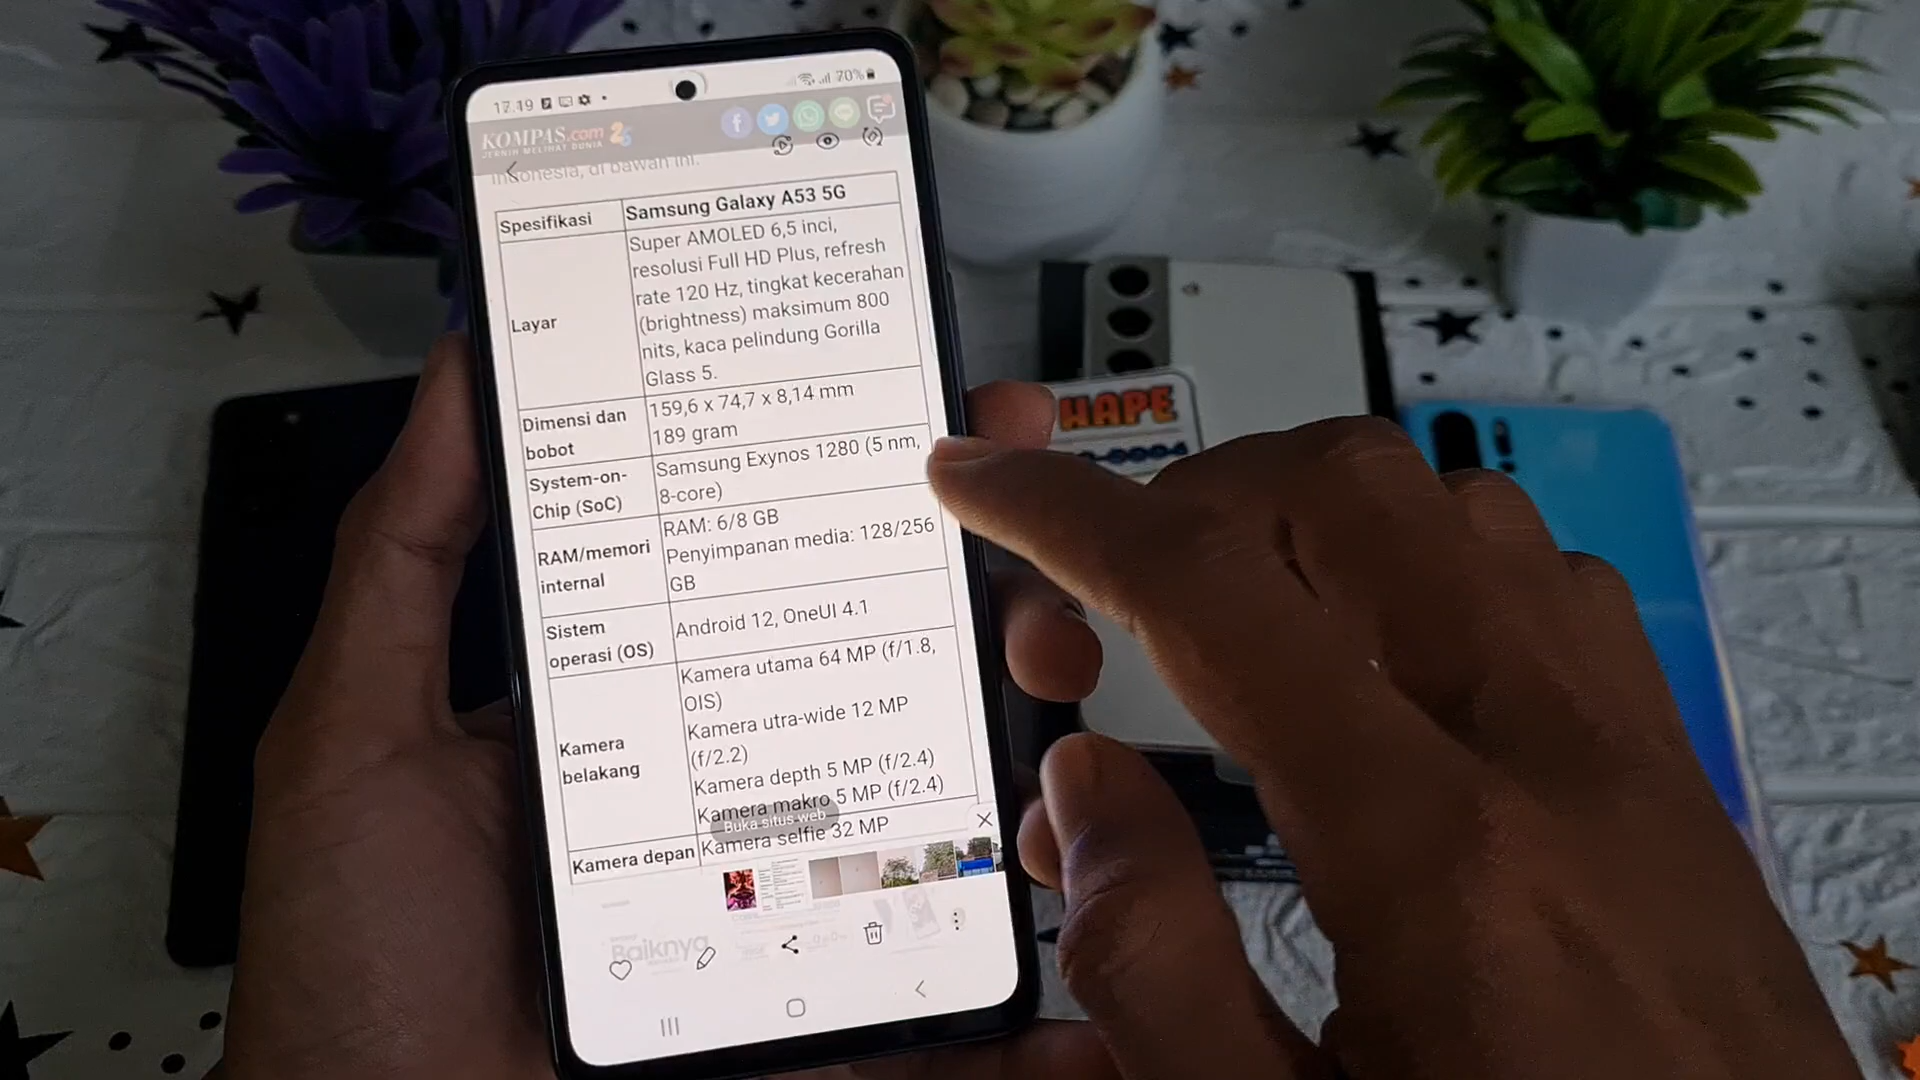 17.19
70%
KOMPAS.com 26
JERNIH MELIHAT DUNIA
Indonesia, di bawah ini.
Spesifikasi
Samsung Galaxy A53 5G
Layar
Super AMOLED 6,5 inci,
resolusi Full HD Plus, refresh
rate 120 Hz, tingkat kecerahan
(brightness) maksimum 800
nits, kaca pelindung Gorilla
Glass 5.
Dimensi dan
bobot
159,6 x 74,7 x 8,14 mm
189 gram
System-on-
Chip (SoC)
Samsung Exynos 1280 (5 nm,
8-core)
RAM/memori
internal
RAM: 6/8 GB
Penyimpanan media: 128/256
GB
Sistem
operasi (OS)
Android 12, OneUI 4.1
Kamera
belakang
Kamera utama 64 MP (f/1.8,
OIS)
Kamera utra-wide 12 MP
(f/2.2)
Kamera depth 5 MP (f/2.4)
Kamera makro 5 MP (f/2.4)
Buka situs web
Kamera depan
Kamera selfie 32 MP
Baiknya
HAPE